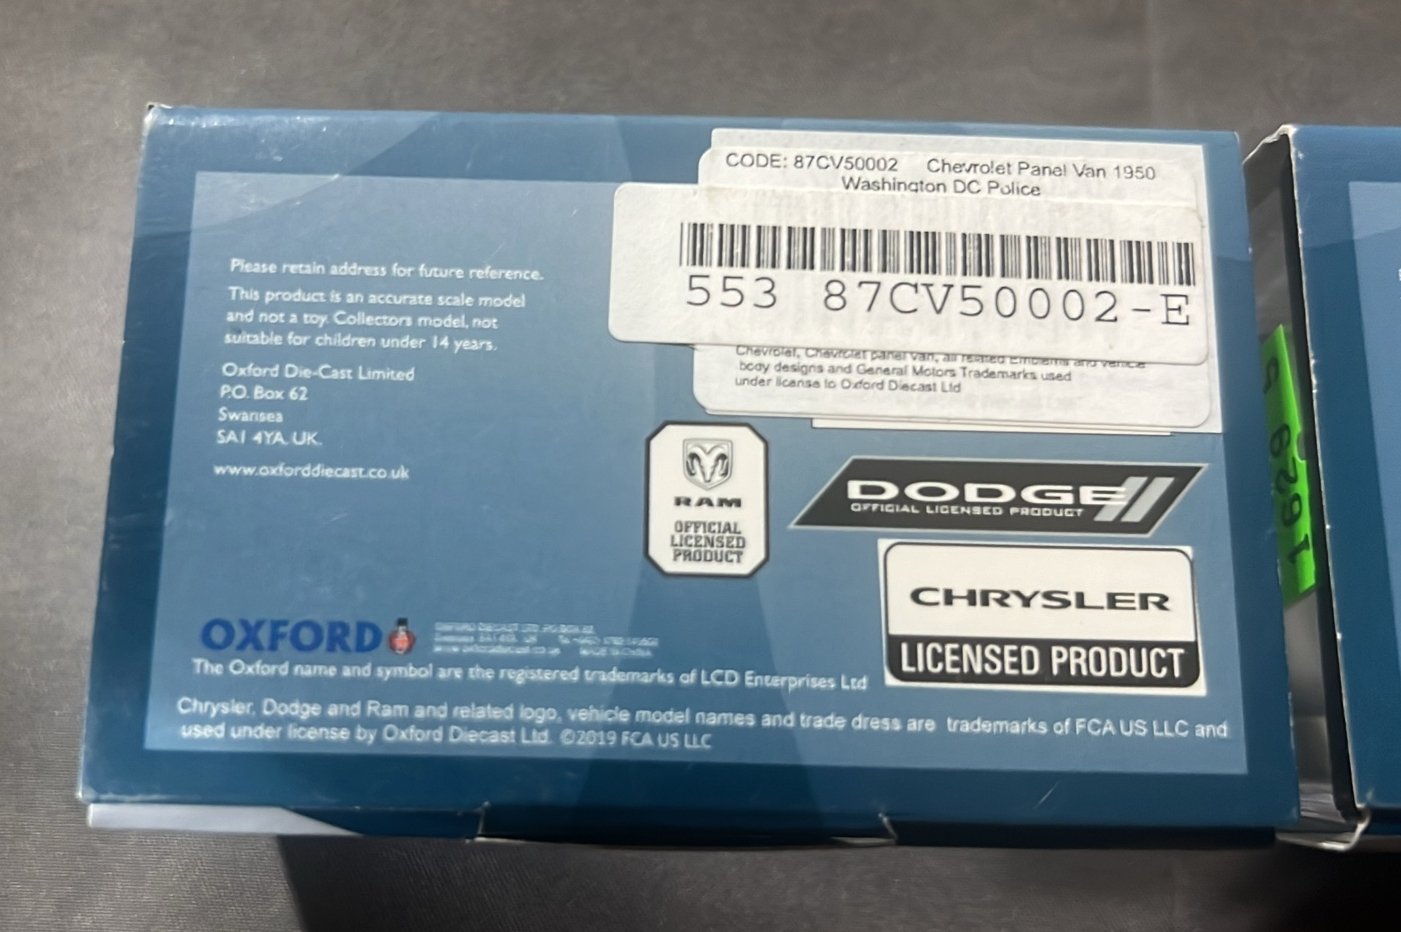 CODE: 87CV50002 Chevrolet Panel Van 1950
Washington DC Police
553 87CV50002-E
Chevrolet, Chevrolet panel van, all related Emblems and vehicle
body designs and General Motors Trademarks used
under license to Oxford Diecast Ltd
Please retain address for future reference.
This product is an accurate scale model
and not a toy. Collectors model, not
suitable for children under 14 years.
Oxford Die-Cast Limited
P.O. Box 62
Swansea
SA1 4YA. UK.
www.oxforddiecast.co.uk
RAM
OFFICIAL
LICENSED
PRODUCT
DODGE
OFFICIAL LICENSED PRODUCT
CHRYSLER
LICENSED PRODUCT
OXFORD
The Oxford name and symbol are the registered trademarks of LCD Enterprises Ltd
Chrysler, Dodge and Ram and related logo, vehicle model names and trade dress are trademarks of FCA US LLC and
used under license by Oxford Diecast Ltd. ©2019 FCA US LLC